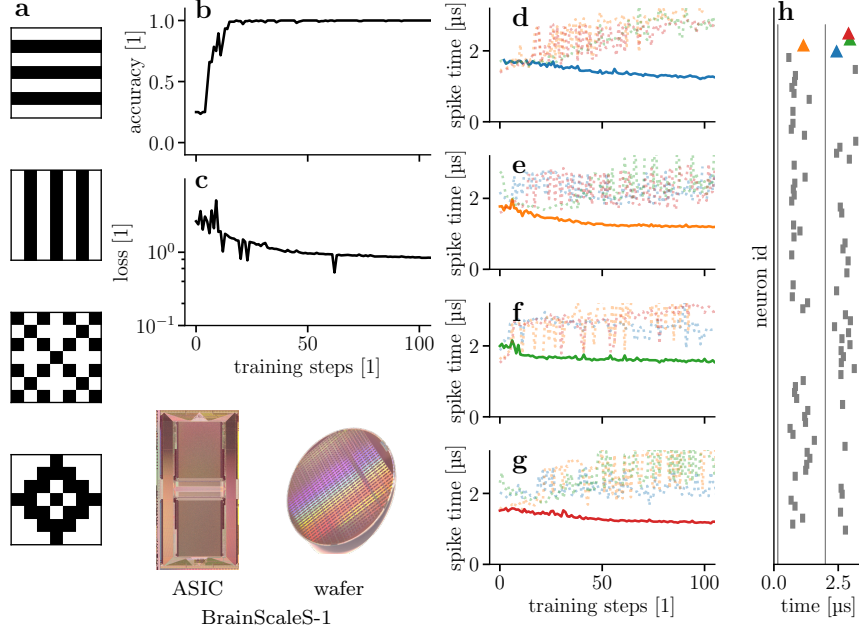 a
b
accuracy [1]
1.0
0.5
0.0
c
loss [1]
10⁰
10⁻¹
0
50
100
training steps [1]
ASIC
wafer
BrainScaleS-1
d
spike time [µs]
2
0
e
spike time [µs]
2
0
f
spike time [µs]
2
0
g
spike time [µs]
2
0
0
50
100
training steps [1]
h
neuron id
0.0
2.5
time [µs]